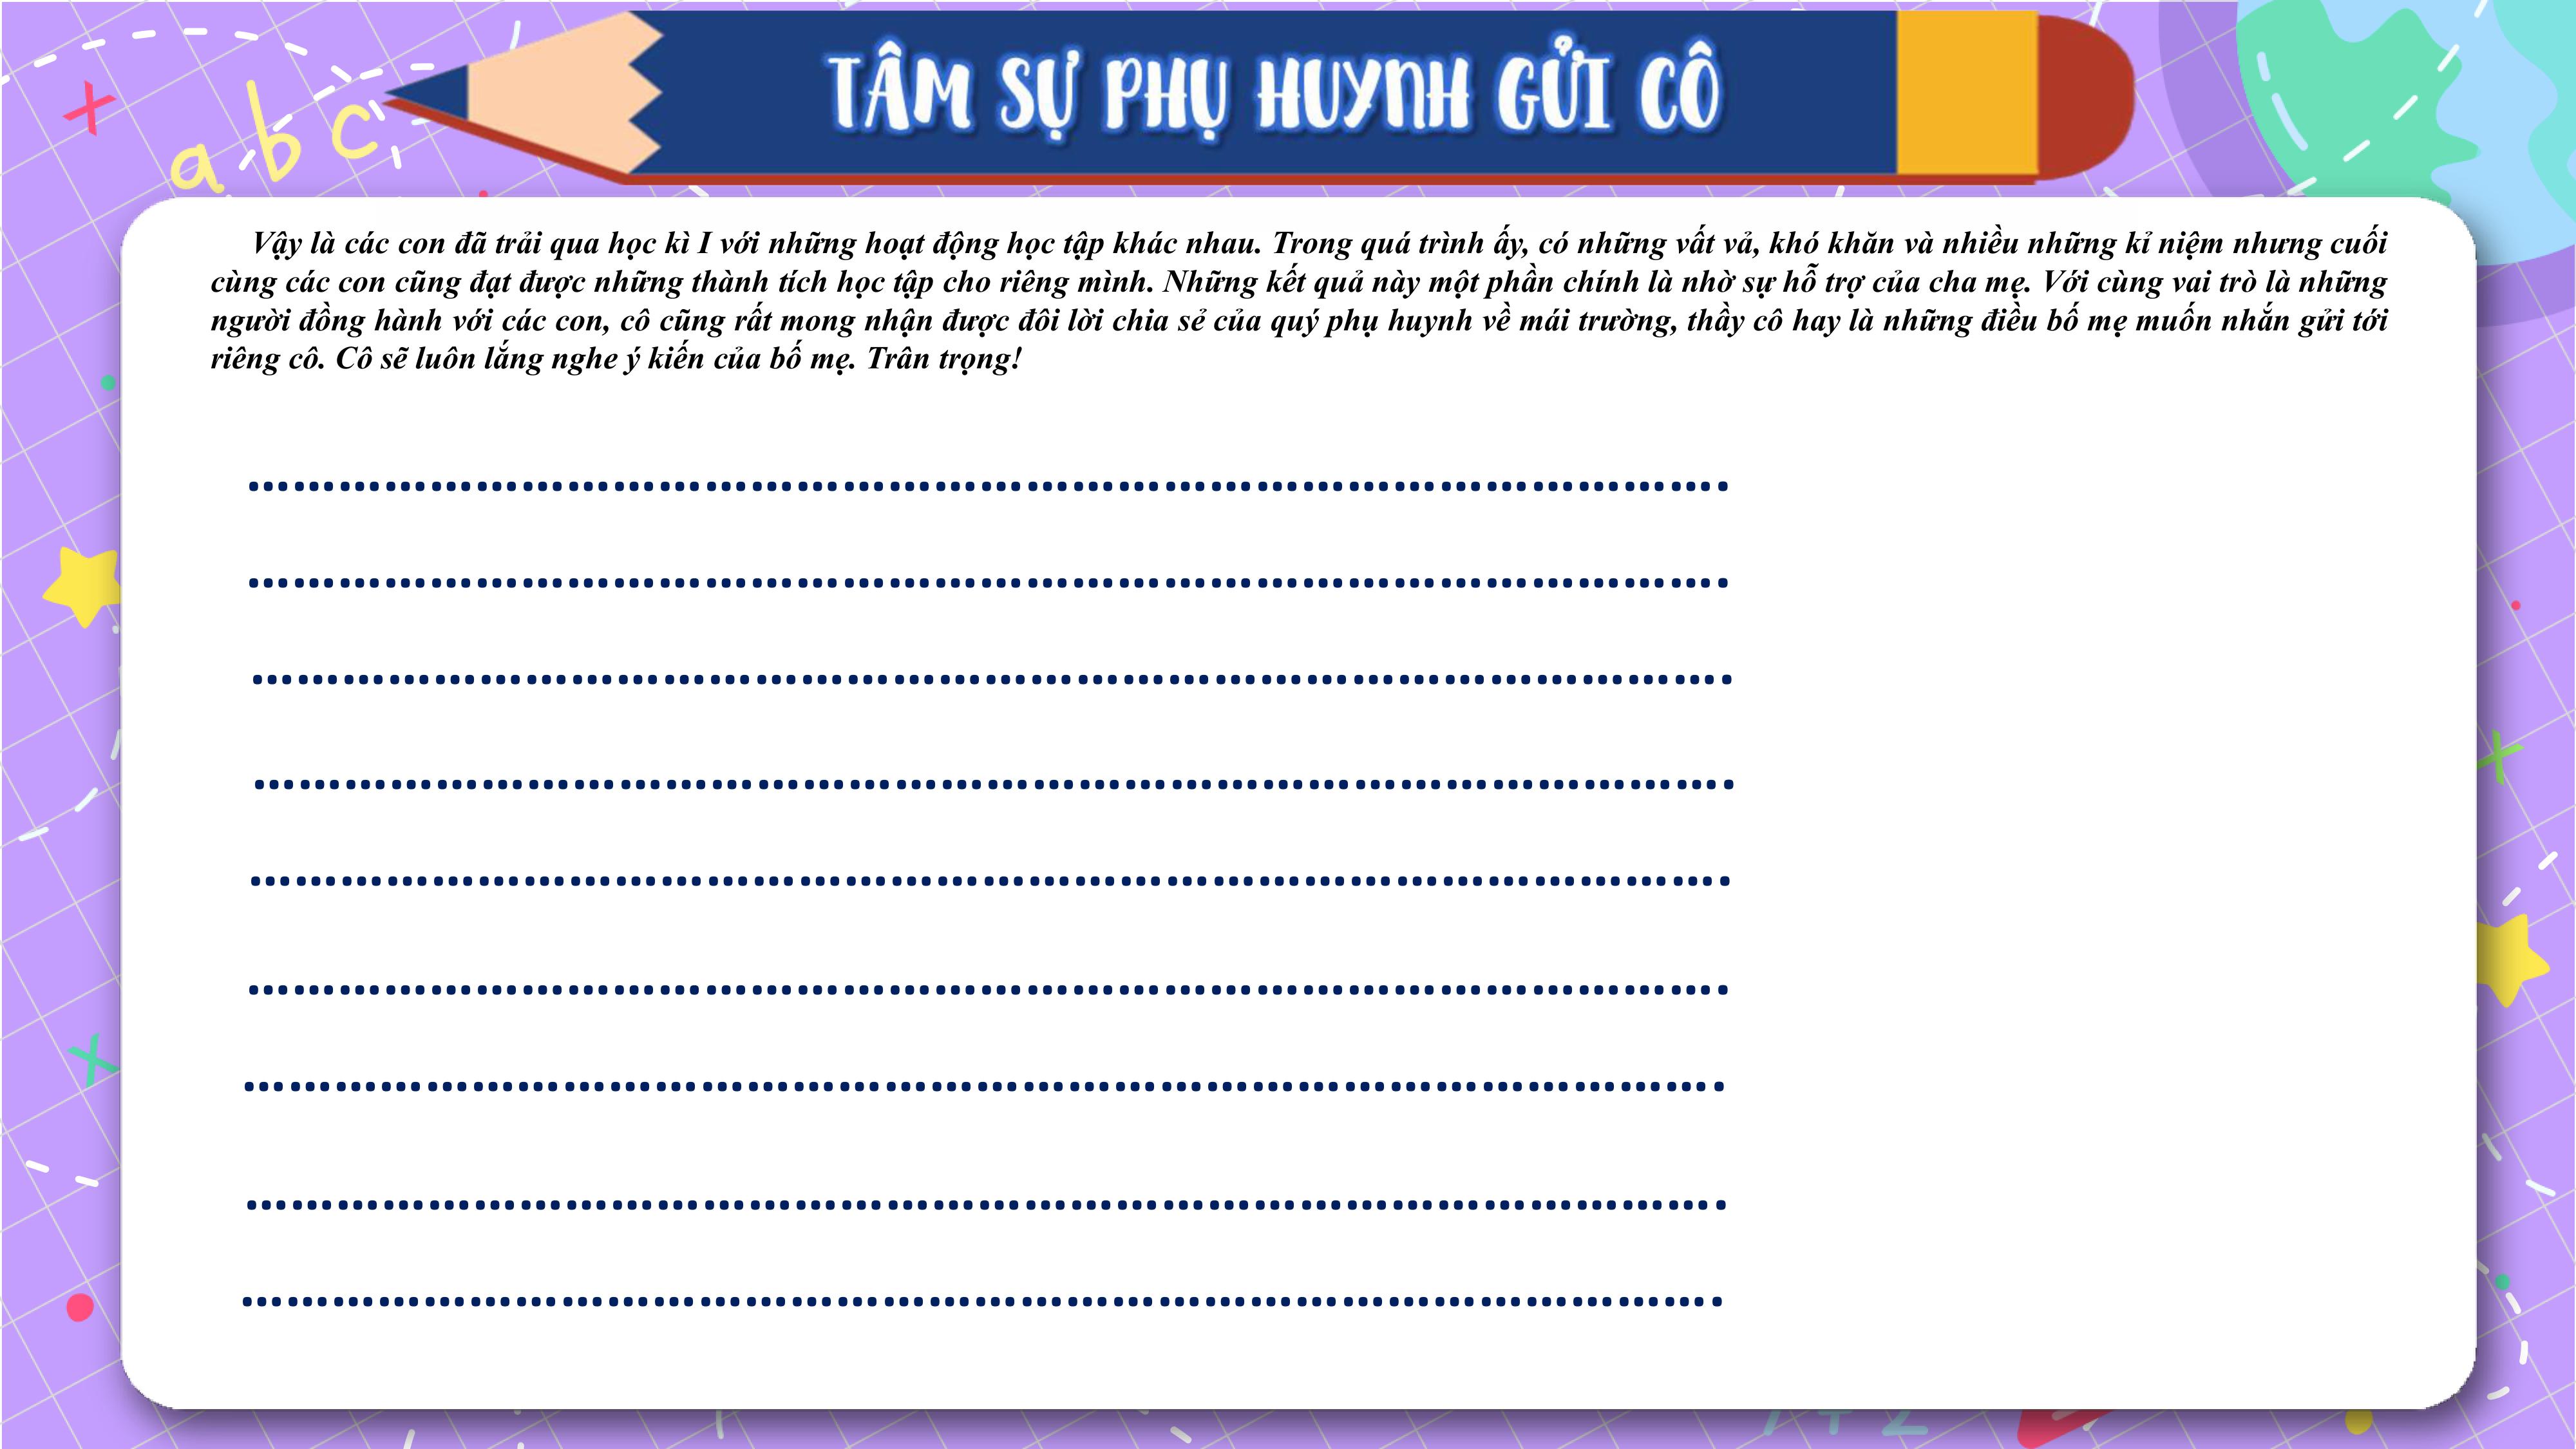 a b c
TÂM SỰ PHỤ HUYNH GỬI CÔ
Vậy là các con đã trải qua học kì I với những hoạt động học tập khác nhau. Trong quá trình ấy, có những vất vả, khó khăn và nhiều những kỉ niệm nhưng cuối
cùng các con cũng đạt được những thành tích học tập cho riêng mình. Những kết quả này một phần chính là nhờ sự hỗ trợ của cha mẹ. Với cùng vai trò là những
người đồng hành với các con, cô cũng rất mong nhận được đôi lời chia sẻ của quý phụ huynh về mái trường, thầy cô hay là những điều bố mẹ muốn nhắn gửi tới
riêng cô. Cô sẽ luôn lắng nghe ý kiến của bố mẹ. Trân trọng!